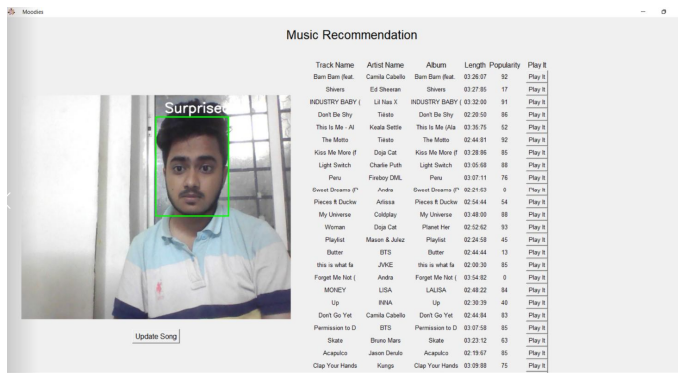 Moodies
Music Recommendation
Track Name Artist Name Album Length Popularity Play It
Bam Bam (feat. Camila Cabello Bam Bam (feat. 03:26:07 92 Play It
Shivers Ed Sheeran Shivers 03:27:85 17 Play It
INDUSTRY BABY ( Lil Nas X INDUSTRY BABY ( 03:32:00 91 Play It
Don't Be Shy Tiësto Don't Be Shy 02:20:50 86 Play It
This Is Me - Al Keala Settle This Is Me (Ala 03:35:75 52 Play It
The Motto Tiësto The Motto 02:44:81 92 Play It
Kiss Me More (f Doja Cat Kiss Me More (f 03:28:86 85 Play It
Light Switch Charlie Puth Light Switch 03:05:68 88 Play It
Peru Fireboy DML Peru 03:07:11 76 Play It
Sweet Dreams (P Andra Sweet Dreams (P 02:21:53 0 Play It
Pieces ft Duckw Arlissa Pieces ft Duckw 02:54:44 54 Play It
My Universe Coldplay My Universe 03:48:00 88 Play It
Woman Doja Cat Planet Her 02:52:62 93 Play It
Playlist Mason & Julez Playlist 02:24:58 45 Play It
Butter BTS Butter 02:44:44 13 Play It
this is what fa JVKE this is what fa 02:00:30 85 Play It
Forget Me Not ( Andra Forget Me Not ( 03:54:82 0 Play It
MONEY LISA LALISA 02:48:22 84 Play It
Up INNA Up 02:38:39 40 Play It
Don't Go Yet Camila Cabello Don't Go Yet 02:44:84 83 Play It
Permission to D BTS Permission to D 03:07:58 85 Play It
Skate Bruno Mars Skate 03:23:12 63 Play It
Acapulco Jason Derulo Acapulco 02:19:67 85 Play It
Clap Your Hands Kungs Clap Your Hands 03:09:88 75 Play It
Surprised
Update Song